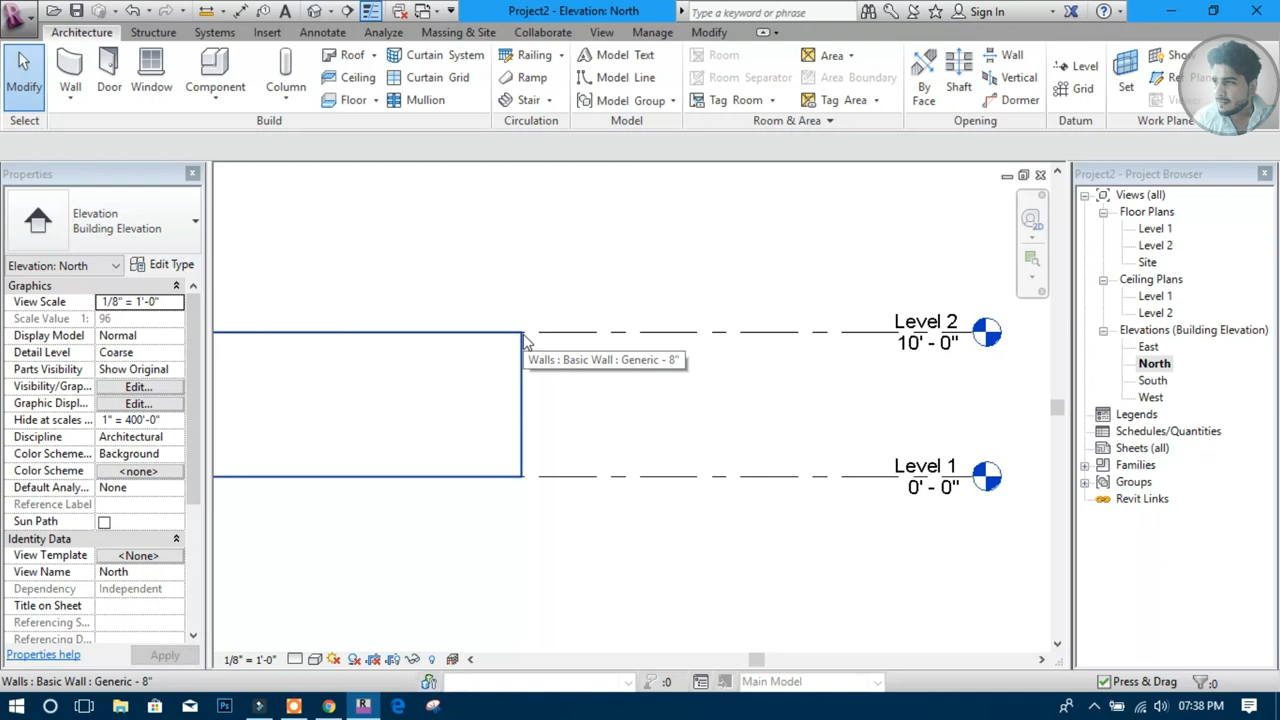 Project2 - Elevation: North
Type a keyword or phrase
Sign In
Architecture Structure Systems Insert Annotate Analyze Massing & Site Collaborate View Manage Modify
Modify
Wall
Door
Window
Component
Column
Roof
Ceiling
Floor
Curtain System
Curtain Grid
Mullion
Railing
Ramp
Stair
Model Text
Model Line
Model Group
Room
Room Separator
Tag Room
Area
Area Boundary
Tag Area
By
Face
Shaft
Wall
Vertical
Dormer
Level
Grid
Set
Show
Ref
Select Build Circulation Model Room & Area Opening Datum Work Plane
Properties
Elevation
Building Elevation
Elevation: North
Edit Type
Graphics
View Scale 1/8" = 1'-0"
Scale Value 1: 96
Display Model Normal
Detail Level Coarse
Parts Visibility Show Original
Visibility/Grap... Edit...
Graphic Displ... Edit...
Hide at scales ... 1" = 400'-0"
Discipline Architectural
Color Scheme... Background
Color Scheme <none>
Default Analy... None
Reference Label
Sun Path
Identity Data
View Template <None>
View Name North
Dependency Independent
Title on Sheet
Referencing S...
Referencing D...
Properties help
Apply
Walls : Basic Wall : Generic - 8"
Level 2
10' - 0"
Level 1
0' - 0"
2D
Project2 - Project Browser
Views (all)
Floor Plans
Level 1
Level 2
Site
Ceiling Plans
Level 1
Level 2
Elevations (Building Elevation)
East
North
South
West
Legends
Schedules/Quantities
Sheets (all)
Families
Groups
Revit Links
1/8" = 1'-0"
Walls : Basic Wall : Generic - 8"
:0
Main Model
Press & Drag
:0
07:38 PM